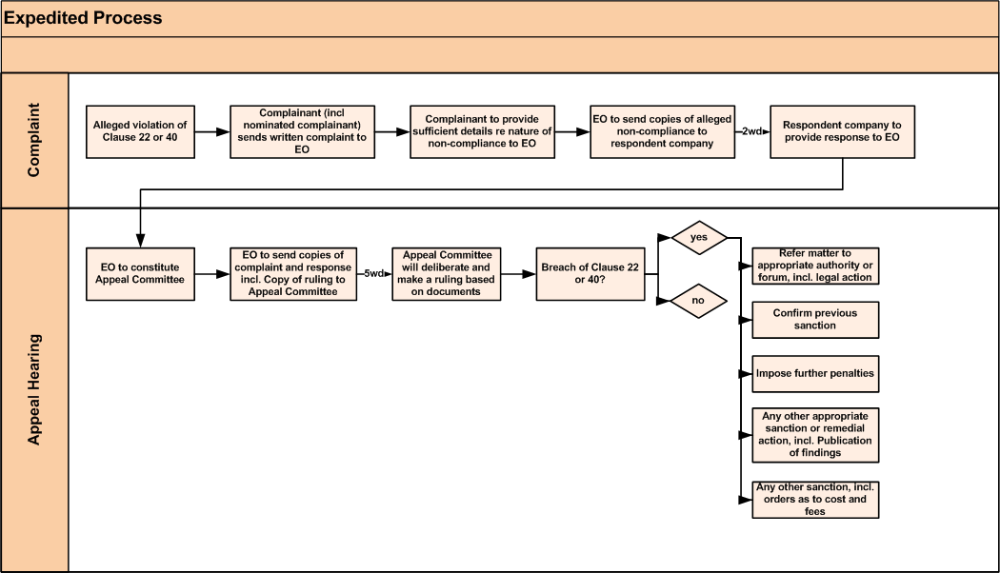 Expedited Process
Complaint
Alleged violation of
Clause 22 or 40
Complainant (incl
nominated complainant)
sends written complaint to
EO
Complainant to provide
sufficient details re nature of
non-compliance to EO
EO to send copies of alleged
non-compliance to
respondent company
2wd
Respondent company to
provide response to EO
Appeal Hearing
EO to constitute
Appeal Committee
EO to send copies of
complaint and response
incl. Copy of ruling to
Appeal Committee
5wd
Appeal Committee
will deliberate and
make a ruling based
on documents
Breach of Clause 22
or 40?
yes
no
Refer matter to
appropriate authority or
forum, incl. legal action
Confirm previous
sanction
Impose further penalties
Any other appropriate
sanction or remedial
action, incl. Publication
of findings
Any other sanction, incl.
orders as to cost and
fees